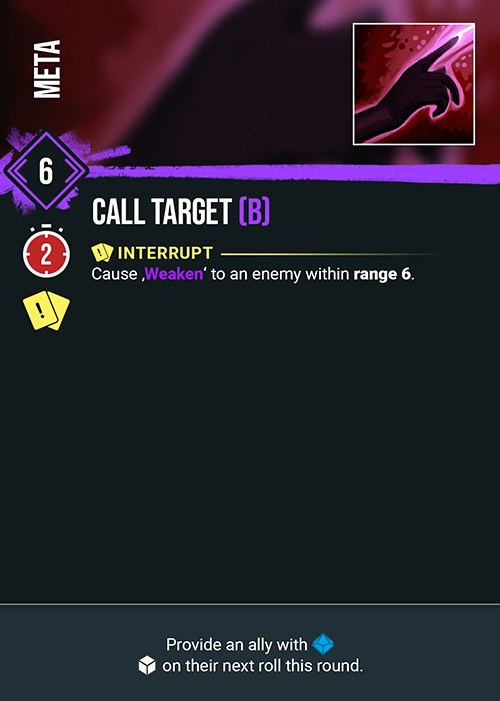 META
6
CALL TARGET (B)
2
! INTERRUPT
Cause ‚Weaken‘ to an enemy within range 6.
!
Provide an ally with
on their next roll this round.